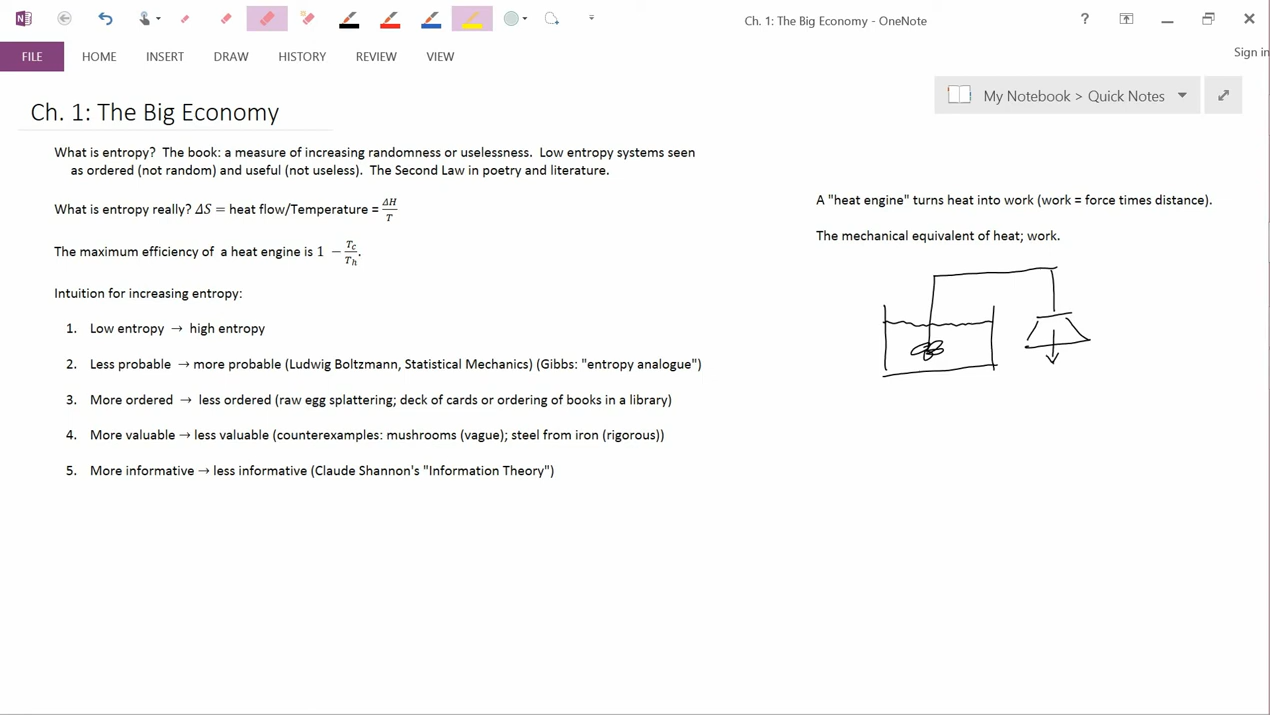 Ch. 1: The Big Economy - OneNote
?
FILE
HOME
INSERT
DRAW
HISTORY
REVIEW
VIEW
Sign in
My Notebook > Quick Notes
Ch. 1: The Big Economy
What is entropy? The book: a measure of increasing randomness or uselessness. Low entropy systems seen
as ordered (not random) and useful (not useless). The Second Law in poetry and literature.
What is entropy really? ΔS = heat flow/Temperature = ΔH/T
The maximum efficiency of a heat engine is 1 − Tc/Th.
Intuition for increasing entropy:
1. Low entropy → high entropy
2. Less probable → more probable (Ludwig Boltzmann, Statistical Mechanics) (Gibbs: "entropy analogue")
3. More ordered → less ordered (raw egg splattering; deck of cards or ordering of books in a library)
4. More valuable → less valuable (counterexamples: mushrooms (vague); steel from iron (rigorous))
5. More informative → less informative (Claude Shannon's "Information Theory")
A "heat engine" turns heat into work (work = force times distance).
The mechanical equivalent of heat; work.